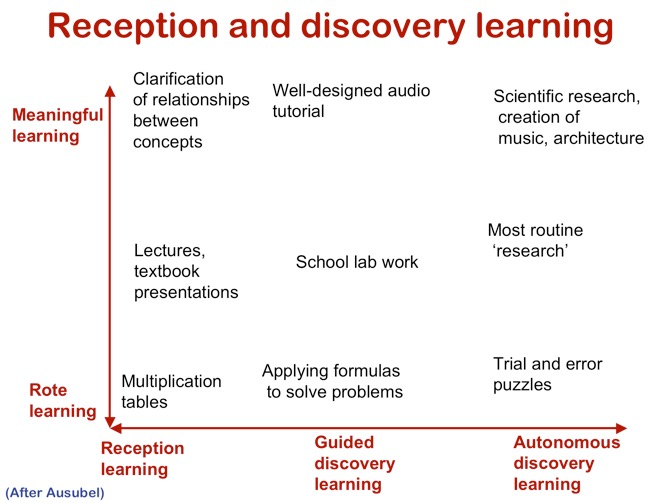 Reception and discovery learning
Meaningful
learning
Clarification
of relationships
between
concepts
Well-designed audio
tutorial
Scientific research,
creation of
music, architecture
Lectures,
textbook
presentations
School lab work
Most routine
‘research’
Rote
learning
Multiplication
tables
Applying formulas
to solve problems
Trial and error
puzzles
Reception
learning
Guided
discovery
learning
Autonomous
discovery
learning
(After Ausubel)